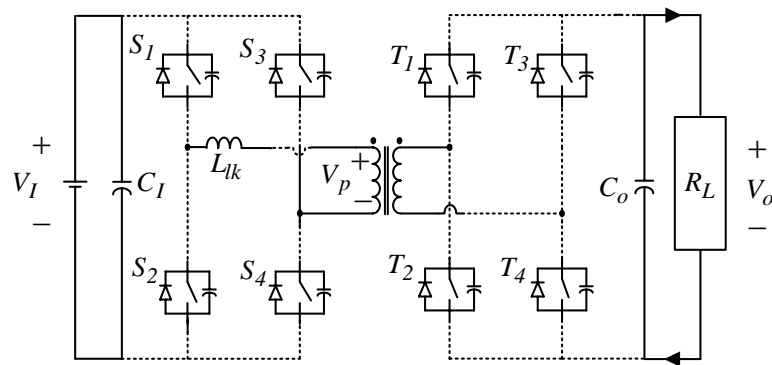 S1
S3
T1
T3
+
VI
−
CI
Llk
Vp
+
−
Co
RL
+
Vo
−
S2
S4
T2
T4